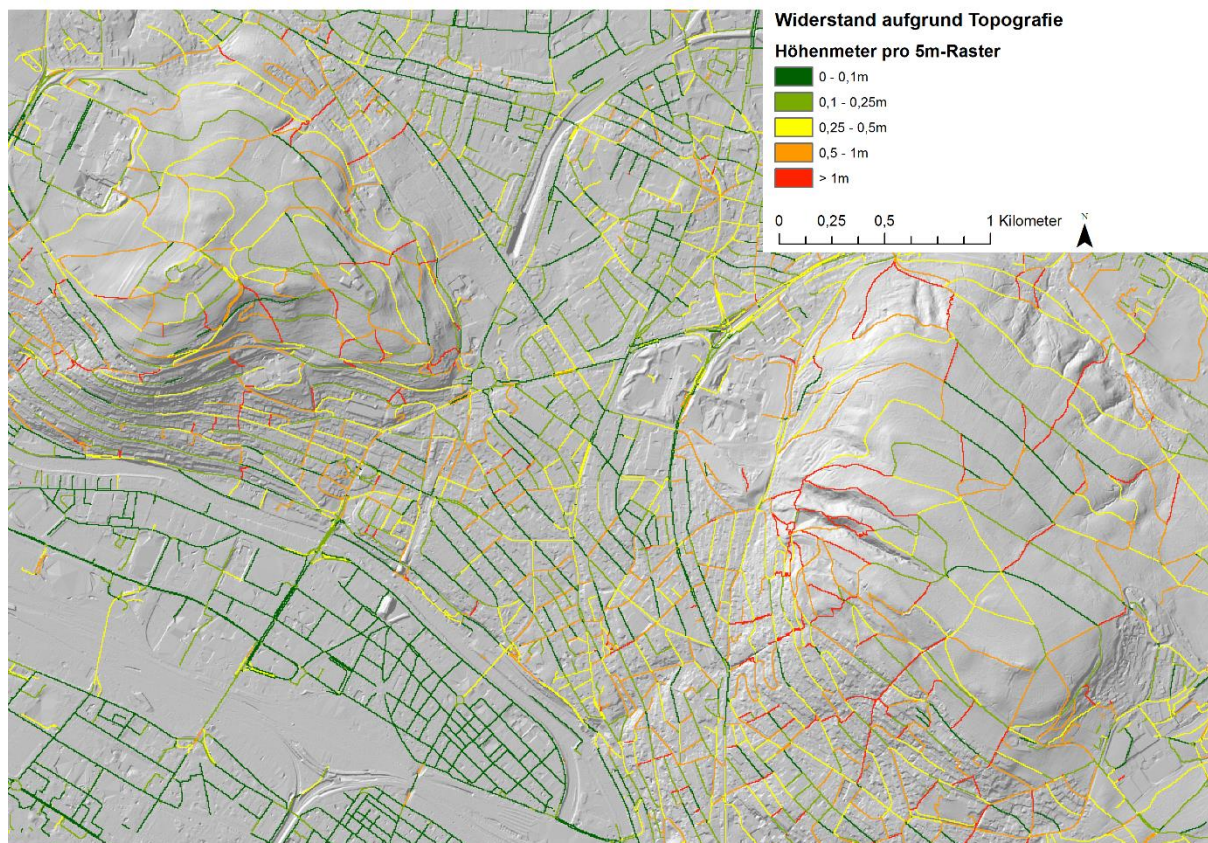 Widerstand aufgrund Topografie
Höhenmeter pro 5m-Raster
0 - 0,1m
0,1 - 0,25m
0,25 - 0,5m
0,5 - 1m
> 1m
0 0,25 0,5 1 Kilometer
N